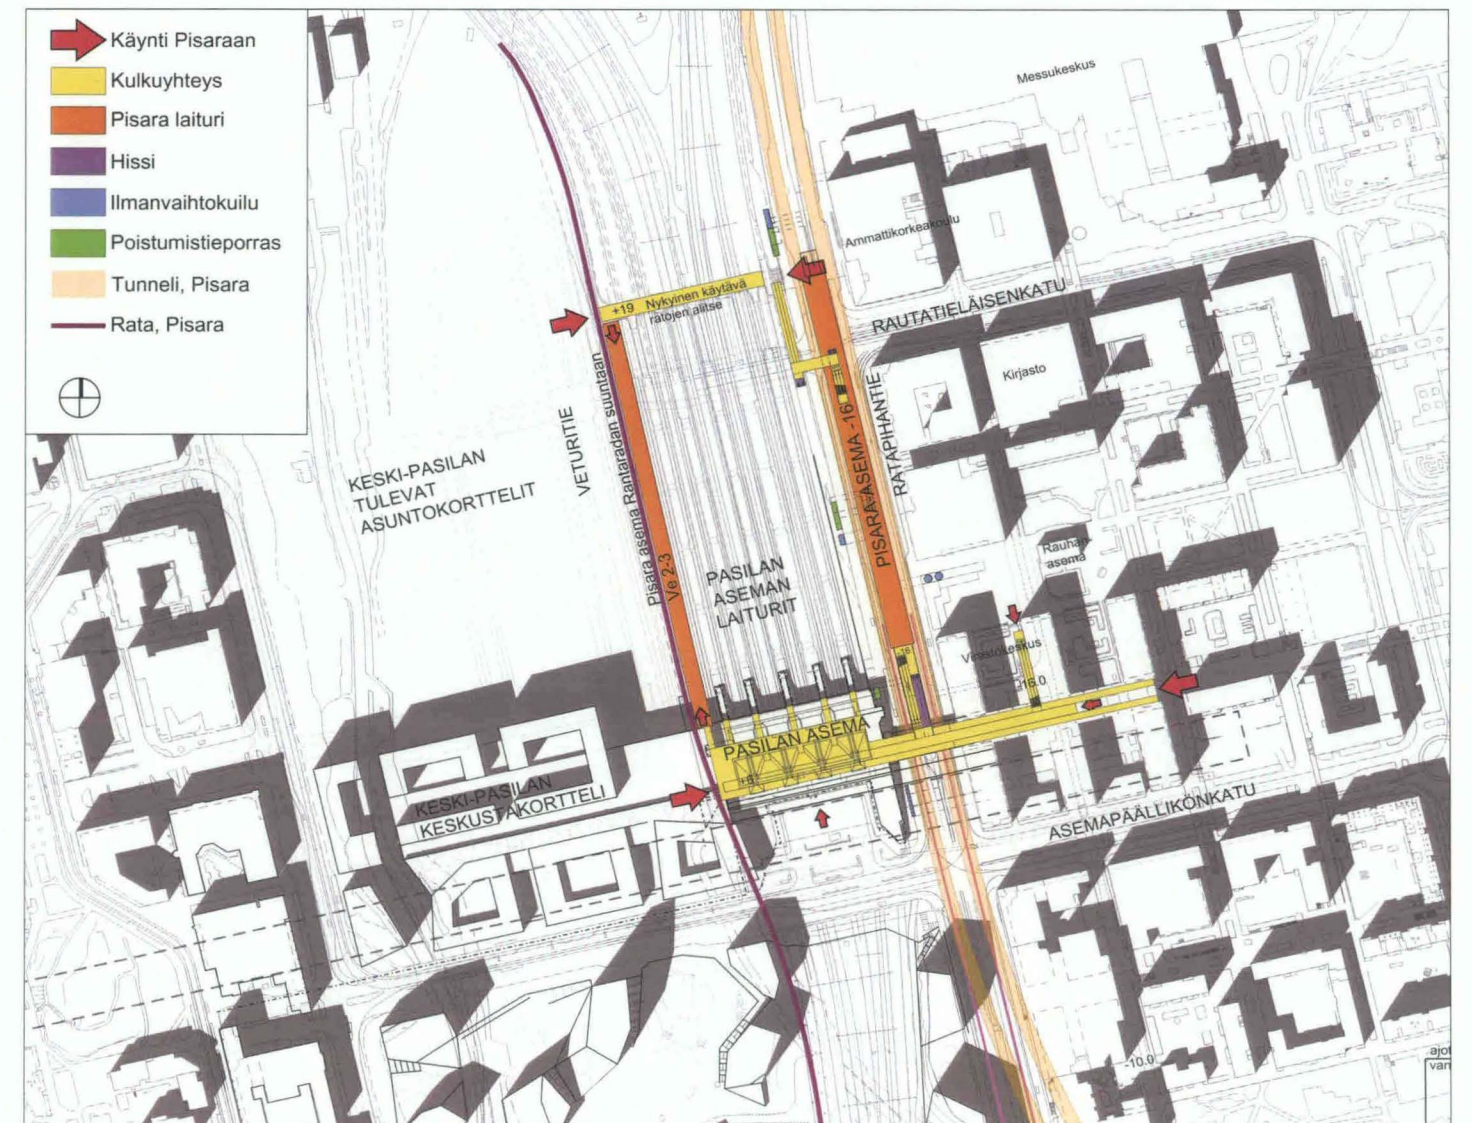 Käynti Pisaraan
Kulkuyhteys
Pisara laituri
Hissi
Ilmanvaihtokuilu
Poistumistieporras
Tunneli, Pisara
Rata, Pisara
Messukeskus
Ammattikorkeakoulu
+19 Nykyinen käytävä
ratojen alitse
RAUTATIELÄISENKATU
Kirjasto
VETURITIE
Pisara asema Rantaradan suuntaan
Ve 2-3
PISARA-ASEMA -16
RATAPIHANTIE
KESKI-PASILAN
TULEVAT
ASUNTOKORTTELIT
PASILAN
ASEMAN
LAITURIT
Rauhan-
asema
Virastokeskus
-16
-16.0
PASILAN ASEMA
KESKI-PASILAN
KESKUSTAKORTTELI
ASEMAPÄÄLLIKÖNKATU
-10.0